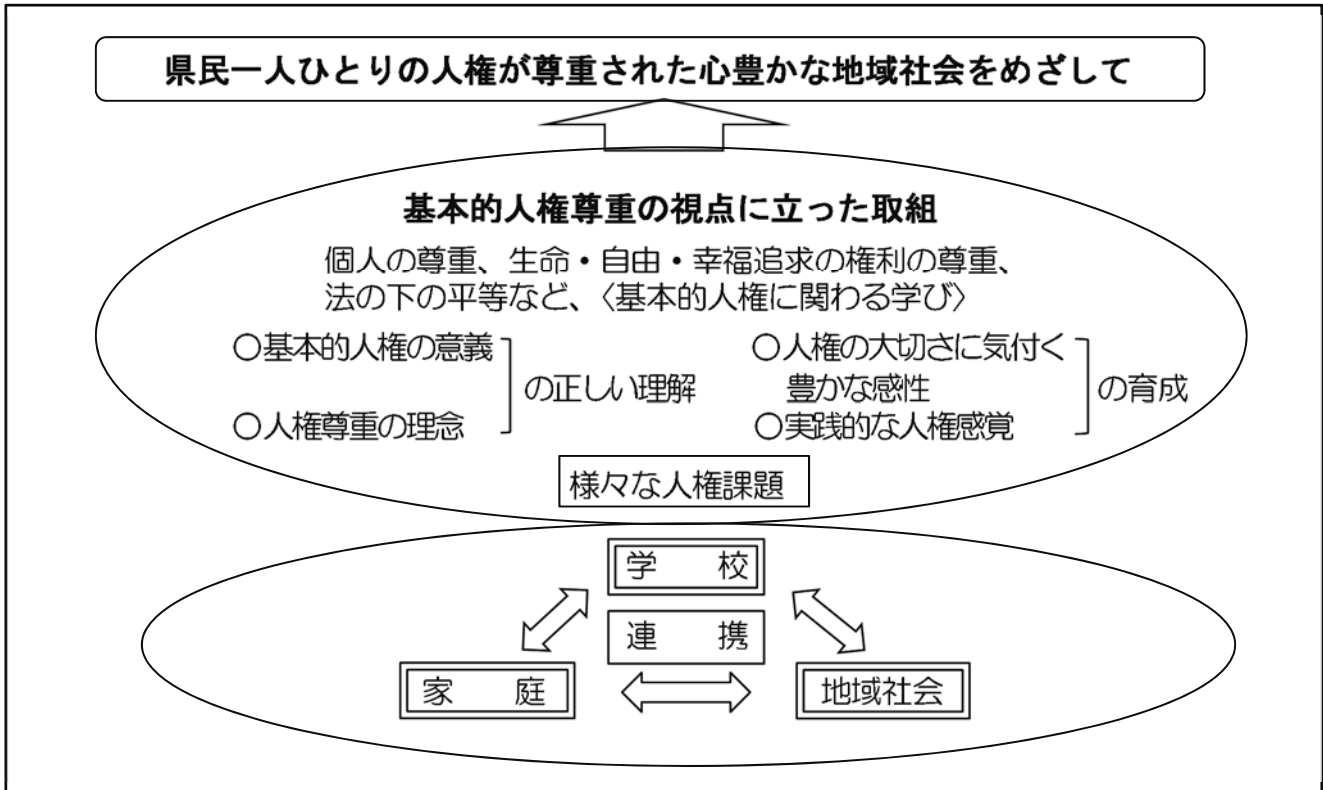 県民一人ひとりの人権が尊重された心豊かな地域社会をめざして
基本的人権尊重の視点に立った取組
個人の尊重、生命・自由・幸福追求の権利の尊重、
法の下の平等など、〈基本的人権に関わる学び〉
○基本的人権の意義
○人権尊重の理念
の正しい理解
○人権の大切さに気付く
豊かな感性
○実践的な人権感覚
の育成
様々な人権課題
学　校
連　携
家　庭
地域社会